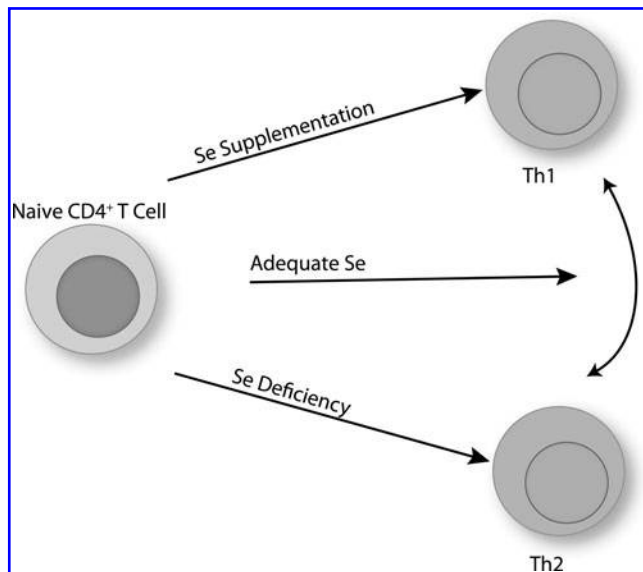 Se Supplementation
Th1
Naive CD4⁺ T Cell
Adequate Se
Se Deficiency
Th2